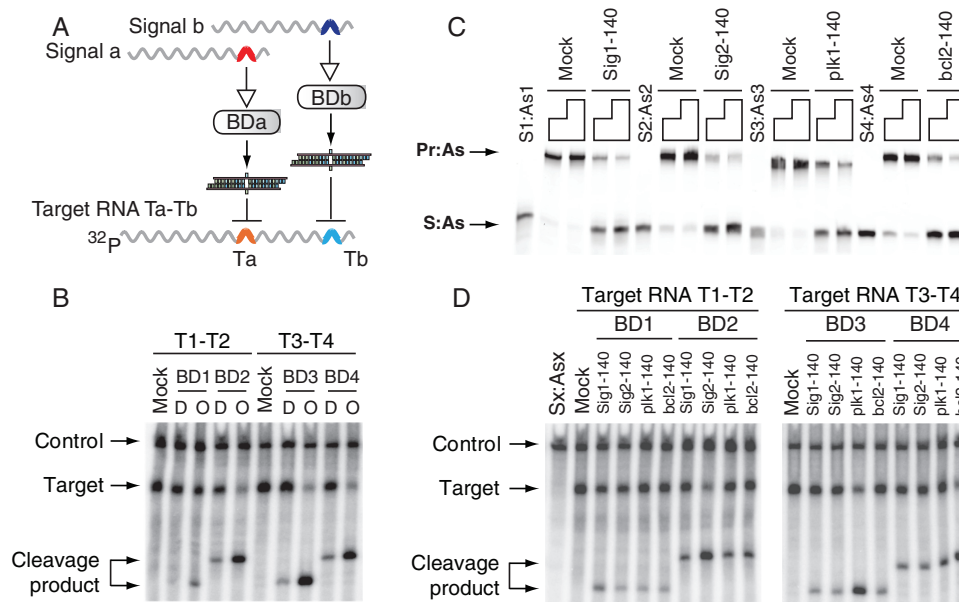 A
Signal b
Signal a
BDb
BDa
Target RNA Ta-Tb
32P
Ta
Tb
C
S1:As1
Mock
Sig1-140
S2:As2
Mock
Sig2-140
S3:As3
Mock
plk1-140
S4:As4
Mock
bcl2-140
Pr:As
S:As
B
T1-T2
T3-T4
Mock
BD1
BD2
Mock
BD3
BD4
D O D O D O D O
Control
Target
Cleavage
product
D
Target RNA T1-T2
Target RNA T3-T4
BD1
BD2
BD3
BD4
Sx:Asx
Mock
Sig1-140
Sig2-140
plk1-140
bcl2-140
Sig1-140
Sig2-140
plk1-140
bcl2-140
Mock
Sig1-140
Sig2-140
plk1-140
bcl2-140
Sig1-140
Sig2-140
plk1-140
bcl2-140
Control
Target
Cleavage
product